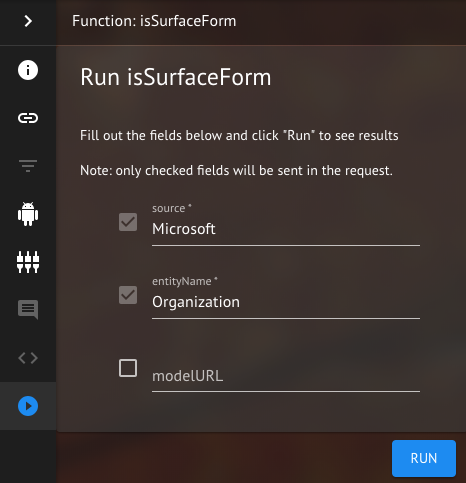 Function: isSurfaceForm
Run isSurfaceForm
Fill out the fields below and click "Run" to see results
Note: only checked fields will be sent in the request.
source *
Microsoft
entityName *
Organization
modelURL
RUN